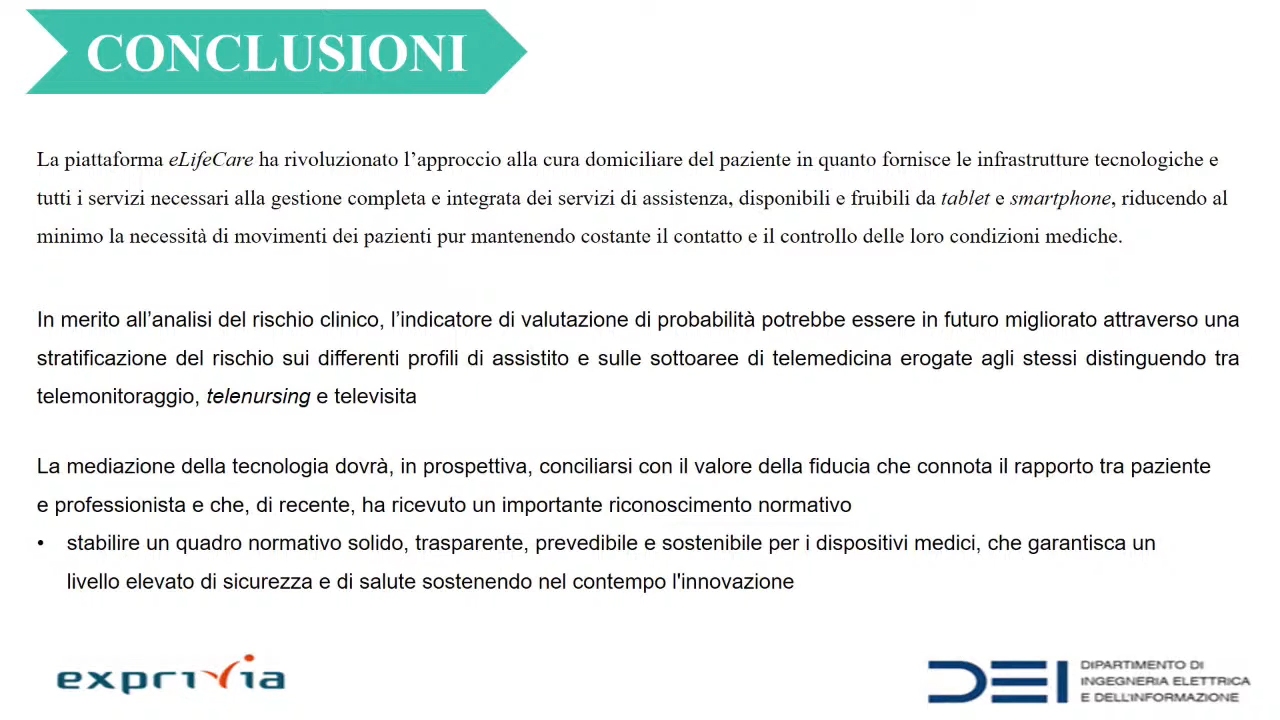 CONCLUSIONI
La piattaforma eLifeCare ha rivoluzionato l’approccio alla cura domiciliare del paziente in quanto fornisce le infrastrutture tecnologiche e
tutti i servizi necessari alla gestione completa e integrata dei servizi di assistenza, disponibili e fruibili da tablet e smartphone, riducendo al
minimo la necessità di movimenti dei pazienti pur mantenendo costante il contatto e il controllo delle loro condizioni mediche.
In merito all’analisi del rischio clinico, l’indicatore di valutazione di probabilità potrebbe essere in futuro migliorato attraverso una
stratificazione del rischio sui differenti profili di assistito e sulle sottoaree di telemedicina erogate agli stessi distinguendo tra
telemonitoraggio, telenursing e televisita
La mediazione della tecnologia dovrà, in prospettiva, conciliarsi con il valore della fiducia che connota il rapporto tra paziente
e professionista e che, di recente, ha ricevuto un importante riconoscimento normativo
• stabilire un quadro normativo solido, trasparente, prevedibile e sostenibile per i dispositivi medici, che garantisca un
livello elevato di sicurezza e di salute sostenendo nel contempo l'innovazione
exprivia
DEI
DIPARTIMENTO DI
INGEGNERIA ELETTRICA
E DELL'INFORMAZIONE